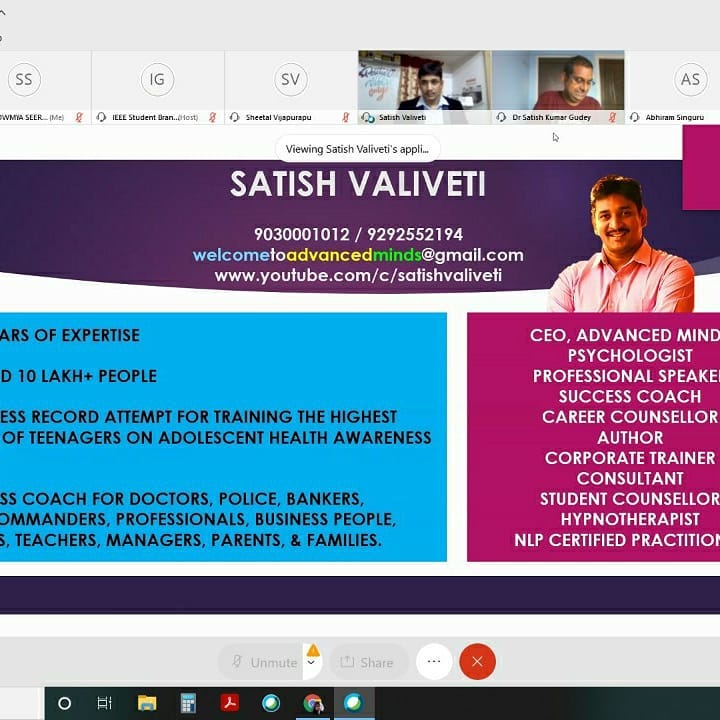 SS
IG
SV
AS
OWMYA SEER... (Me)
IEEE Student Bran...(Host)
Sheetal Vijapurapu
Satish Valiveti
Dr Satish Kumar Gudey
Abhiram Singuru
Viewing Satish Valiveti's appli...
SATISH VALIVETI
9030001012 / 9292552194
welcometoadvancedminds@gmail.com
www.youtube.com/c/satishvaliveti
ARS OF EXPERTISE
D 10 LAKH+ PEOPLE
ESS RECORD ATTEMPT FOR TRAINING THE HIGHEST
OF TEENAGERS ON ADOLESCENT HEALTH AWARENESS
SS COACH FOR DOCTORS, POLICE, BANKERS,
OMMANDERS, PROFESSIONALS, BUSINESS PEOPLE,
S, TEACHERS, MANAGERS, PARENTS, & FAMILIES.
CEO, ADVANCED MIND
PSYCHOLOGIST
PROFESSIONAL SPEAKE
SUCCESS COACH
CAREER COUNSELLOR
AUTHOR
CORPORATE TRAINER
CONSULTANT
STUDENT COUNSELLOR
HYPNOTHERAPIST
NLP CERTIFIED PRACTITION
Unmute
Share